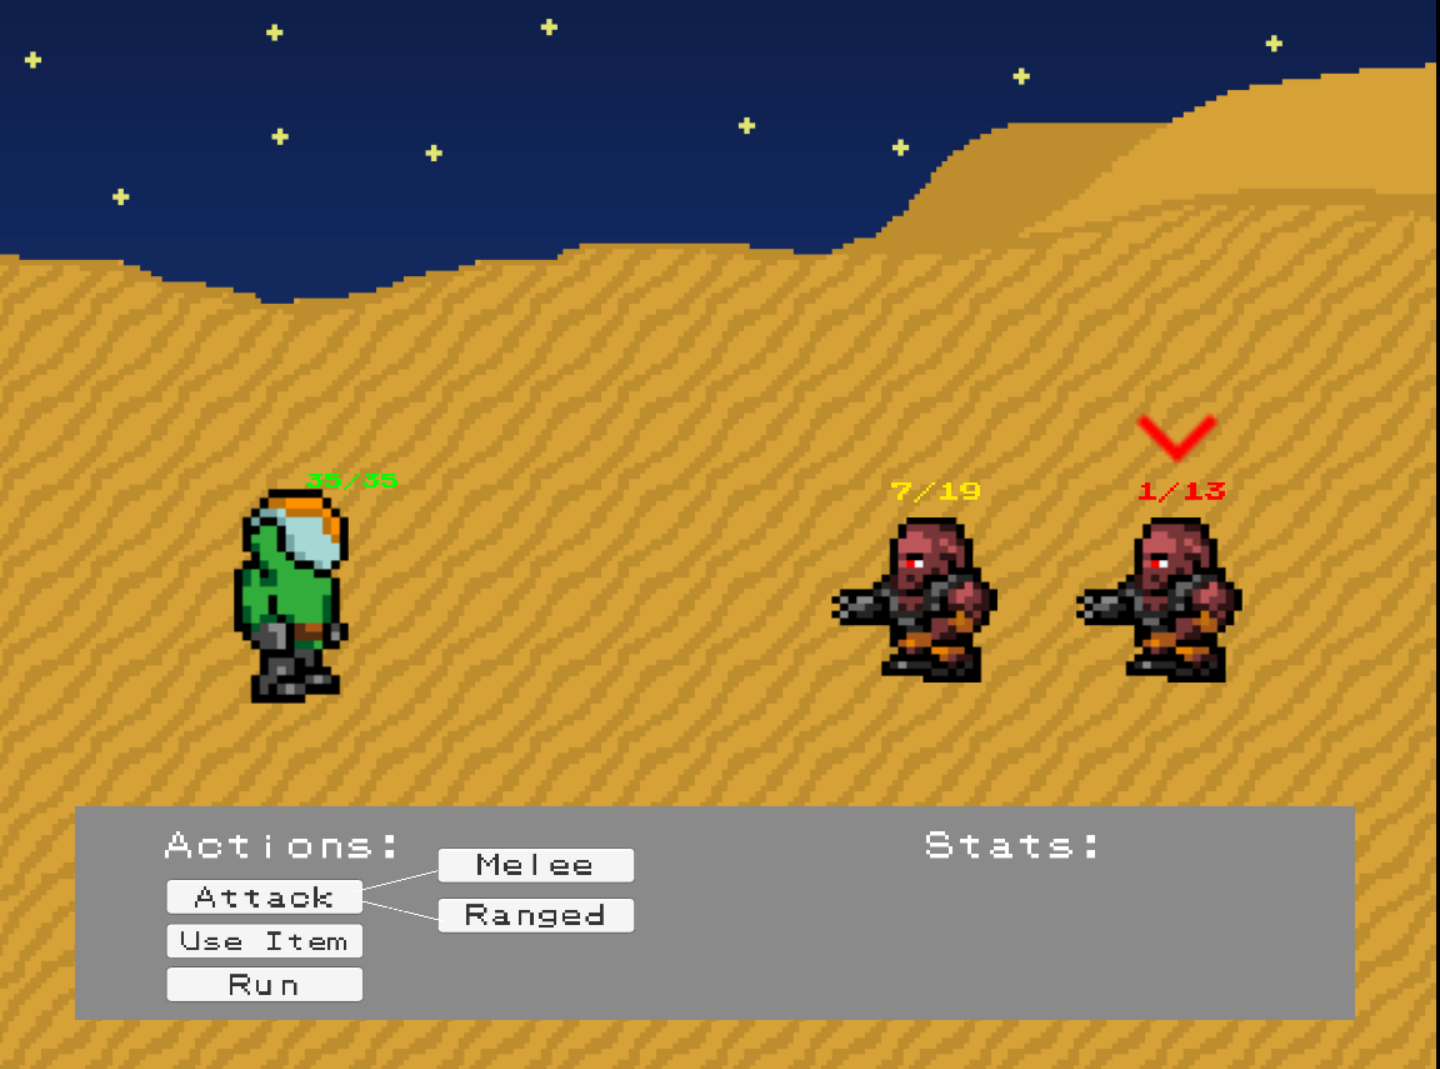 35/35
7/19
1/13
Actions:
Stats:
Melee
Attack
Ranged
Use Item
Run